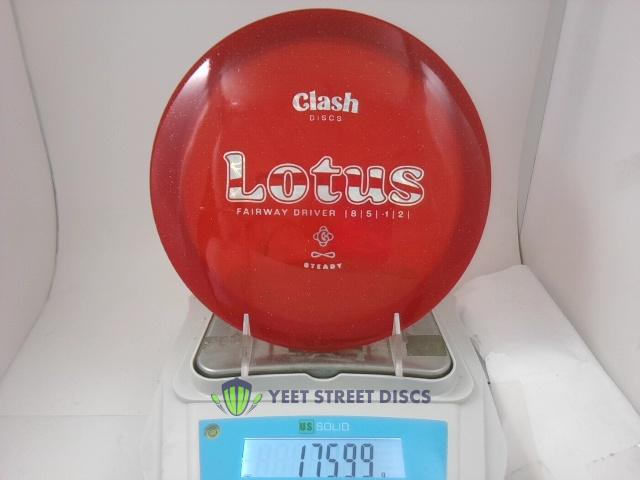 Clash
DISCS
Lotus
FAIRWAY DRIVER |8|5|-1|2|
STEADY
YEET STREET DISCS
US SOLID
175.99 g